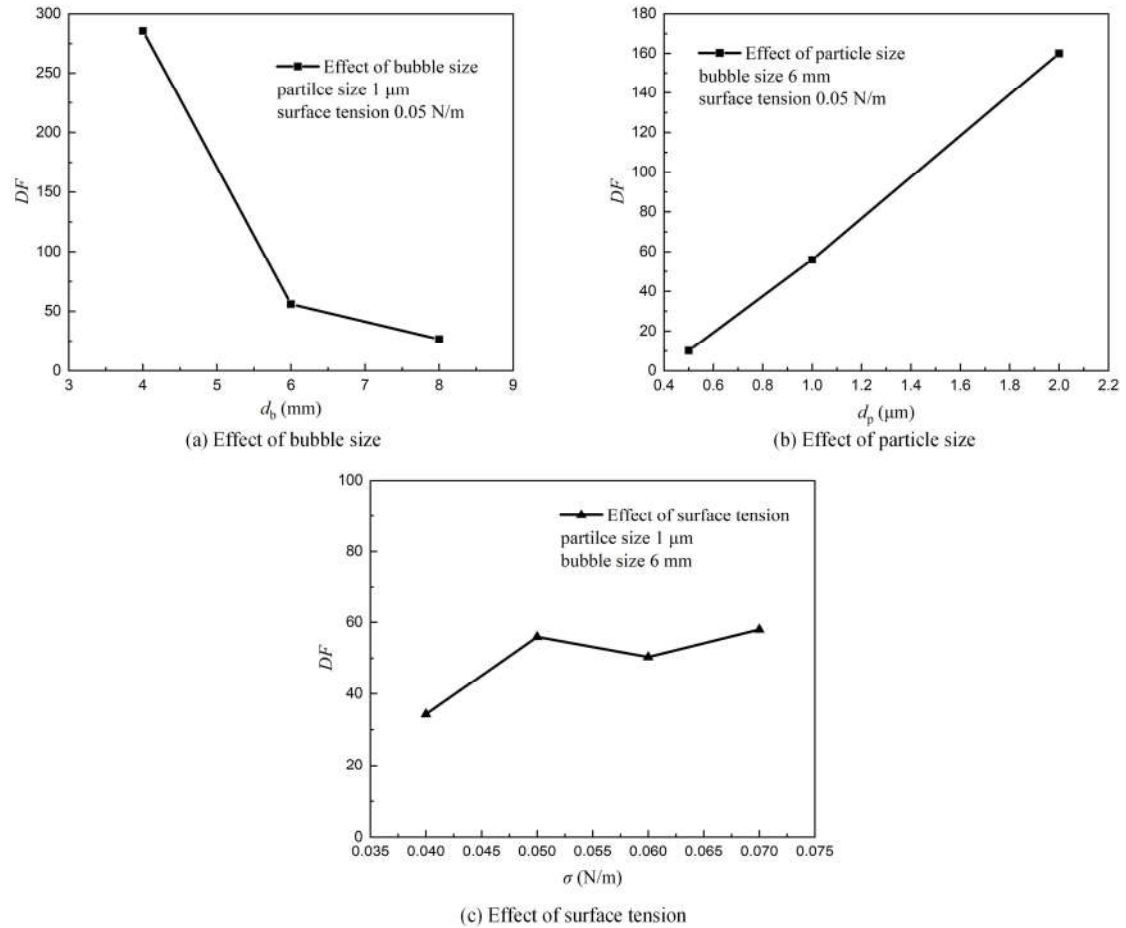 300
250
200
150
100
50
0
DF
Effect of bubble size
partilce size 1 μm
surface tension 0.05 N/m
3 4 5 6 7 8 9
d_b (mm)
(a) Effect of bubble size
180
160
140
120
100
80
60
40
20
0
DF
Effect of particle size
bubble size 6 mm
surface tension 0.05 N/m
0.4 0.6 0.8 1.0 1.2 1.4 1.6 1.8 2.0 2.2
d_p (μm)
(b) Effect of particle size
100
80
60
40
20
0
DF
Effect of surface tension
partilce size 1 μm
bubble size 6 mm
0.035 0.040 0.045 0.050 0.055 0.060 0.065 0.070 0.075
σ (N/m)
(c) Effect of surface tension